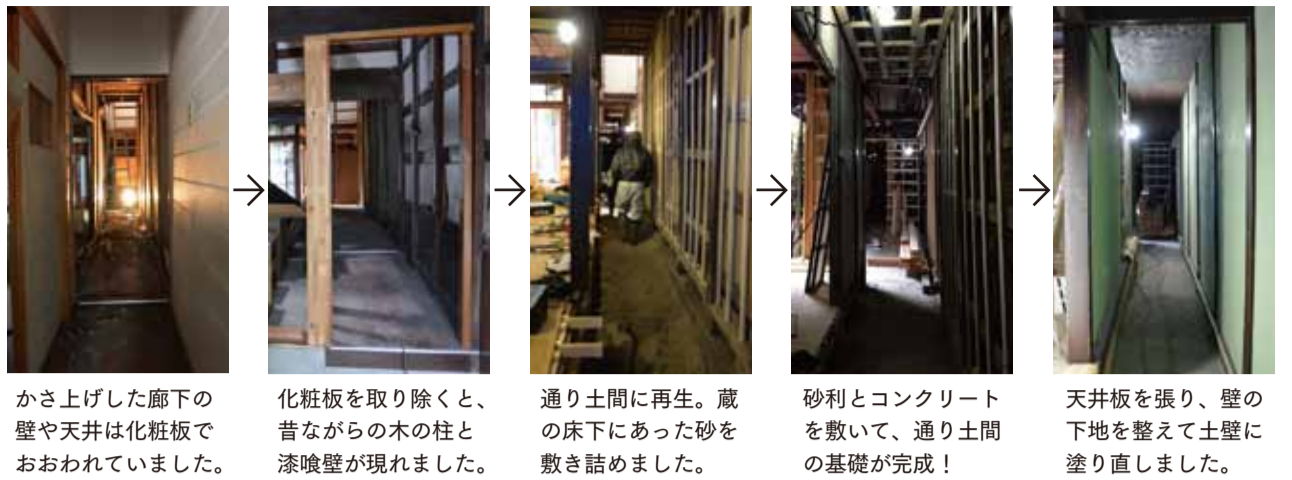 かさ上げした廊下の
壁や天井は化粧板で
おおわれていました。
化粧板を取り除くと、
昔ながらの木の柱と
漆喰壁が現れました。
通り土間に再生。蔵
の床下にあった砂を
敷き詰めました。
砂利とコンクリート
を敷いて、通り土間
の基礎が完成！
天井板を張り、壁の
下地を整えて土壁に
塗り直しました。